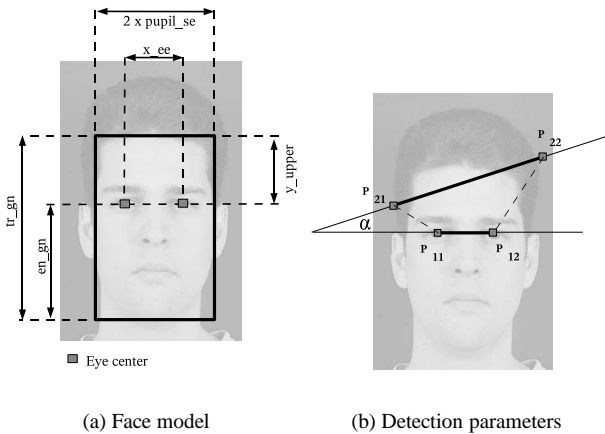 2 x pupil_se
x_ee
tr_gn
en_gn
y_upper
Eye center
(a) Face model
P
22
P
21
α
P
11
P
12
(b) Detection parameters